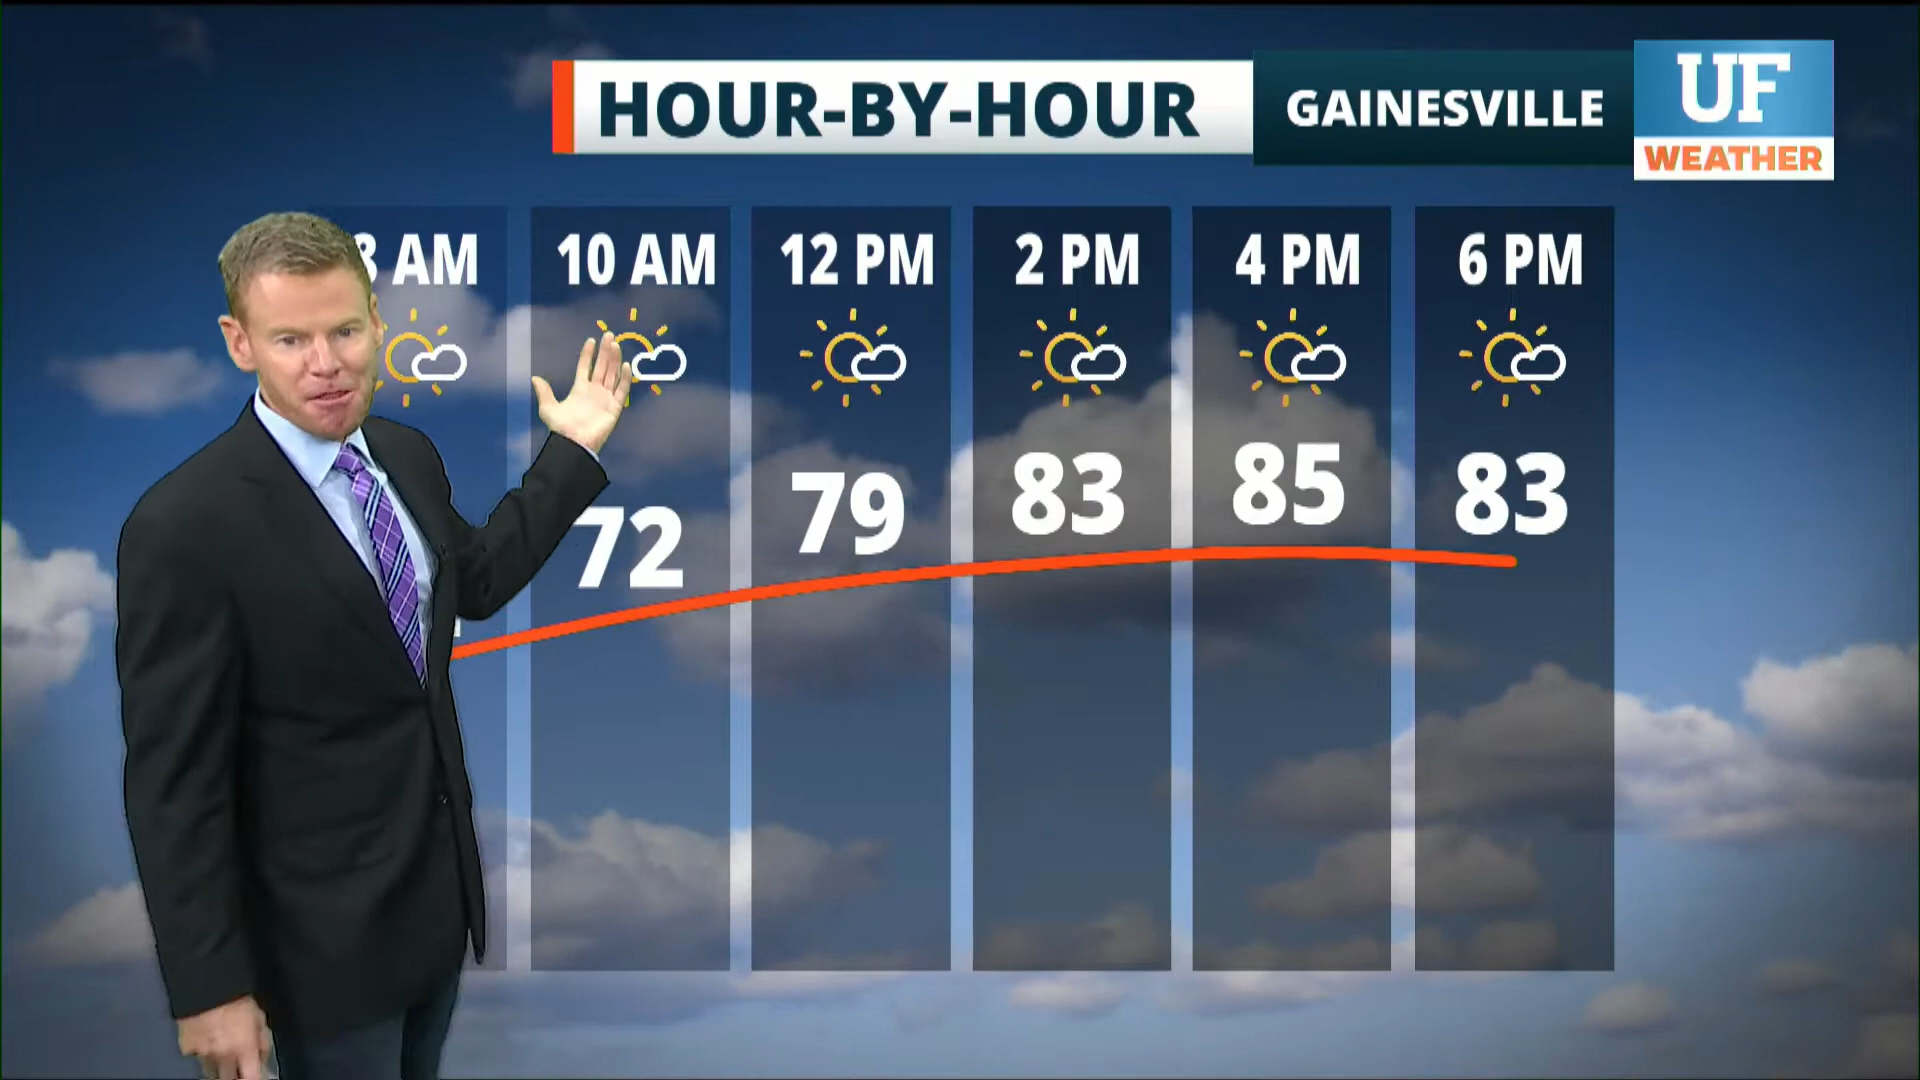 HOUR-BY-HOUR
GAINESVILLE
UF
WEATHER
8 AM
10 AM
12 PM
2 PM
4 PM
6 PM
72
79
83
85
83